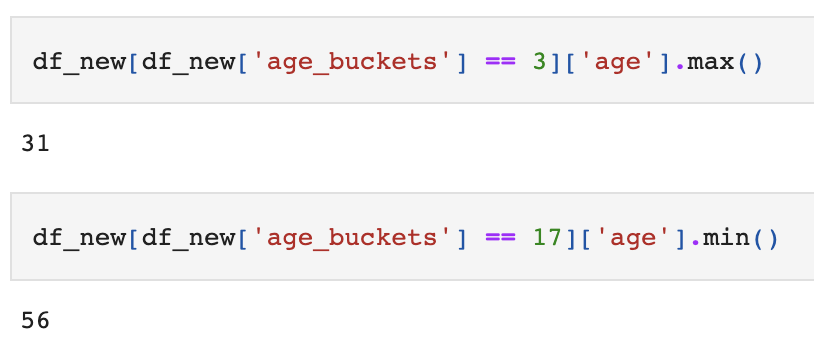 df_new[df_new['age_buckets'] == 3]['age'].max()
31
df_new[df_new['age_buckets'] == 17]['age'].min()
56